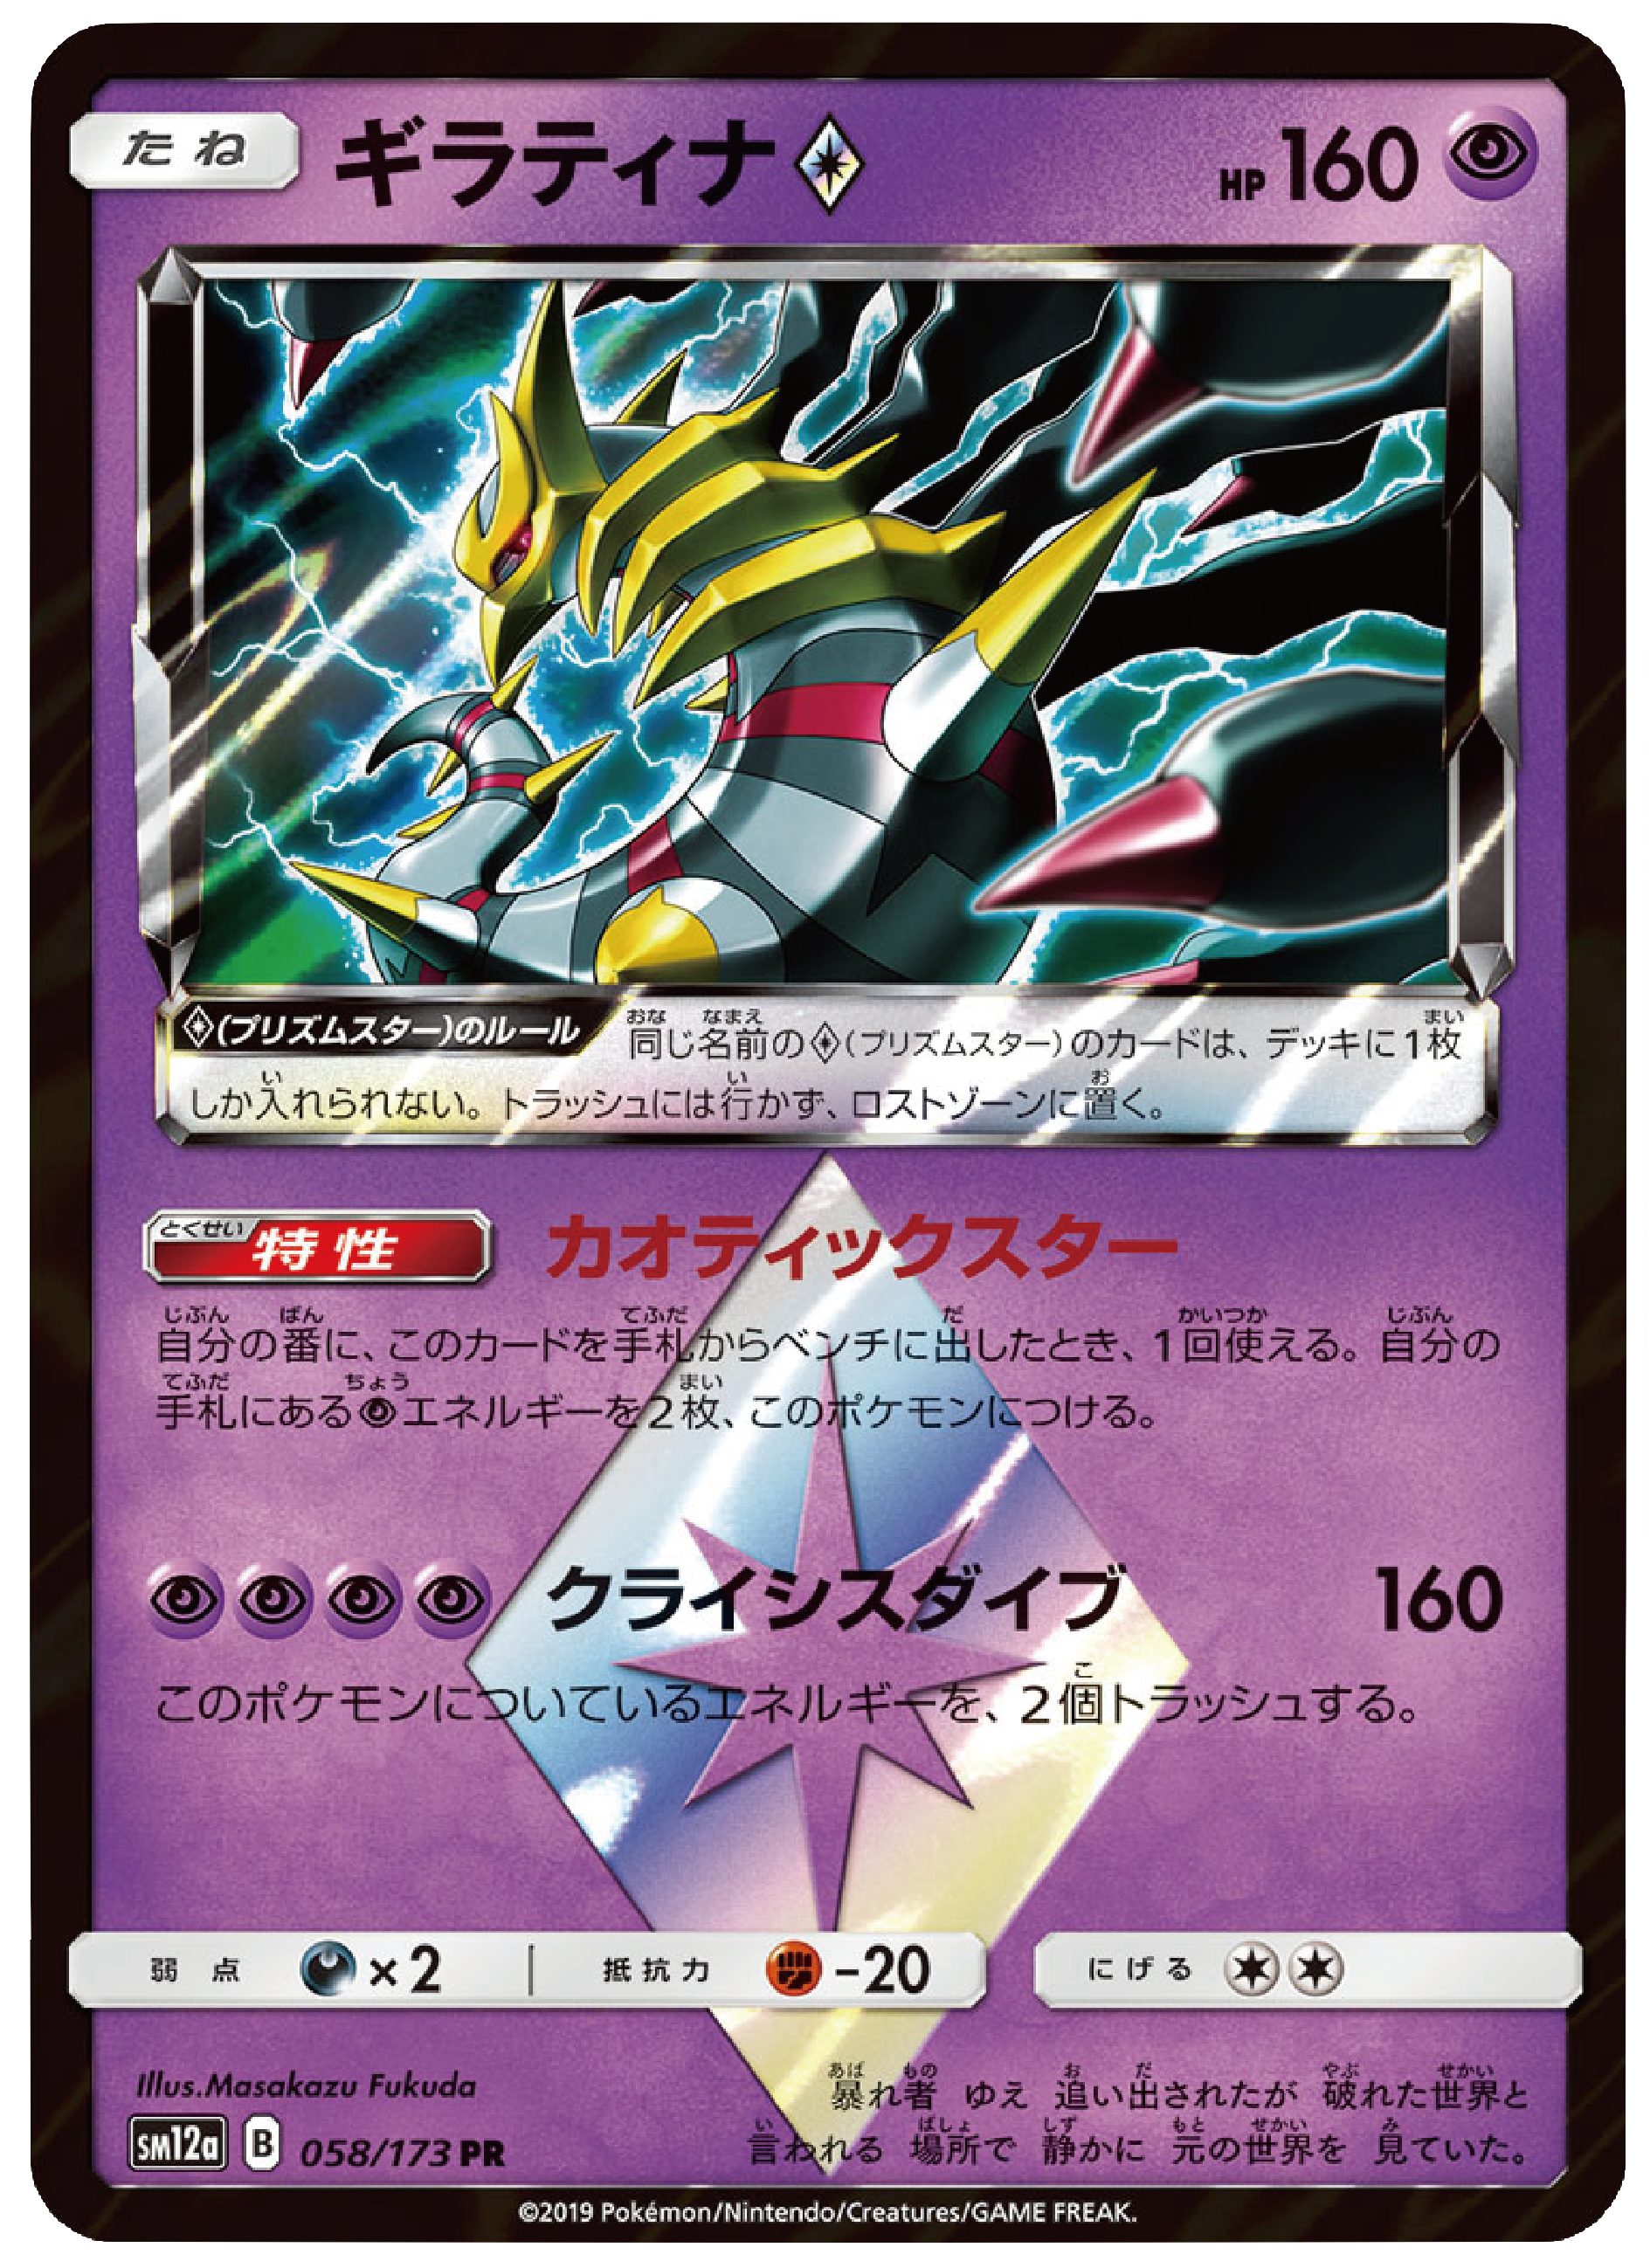 たね ギラティナ HP 160
(プリズムスター)のルール 同じ名前の(プリズムスター)のカードは、デッキに1枚
しか入れられない。トラッシュには行かず、ロストゾーンに置く。
とくせい
特性 カオティックスター
自分の番に、このカードを手札からベンチに出したとき、1回使える。自分の
手札にあるエネルギーを2枚、このポケモンにつける。
クライシスダイブ 160
このポケモンについているエネルギーを、2個トラッシュする。
弱点 ×2 抵抗力 -20 にげる
Illus.Masakazu Fukuda
暴れ者 ゆえ 追い出されたが 破れた世界と
言われる 場所で 静かに 元の世界を 見ていた。
SM12a B 058/173 PR
©2019 Pokémon/Nintendo/Creatures/GAME FREAK.